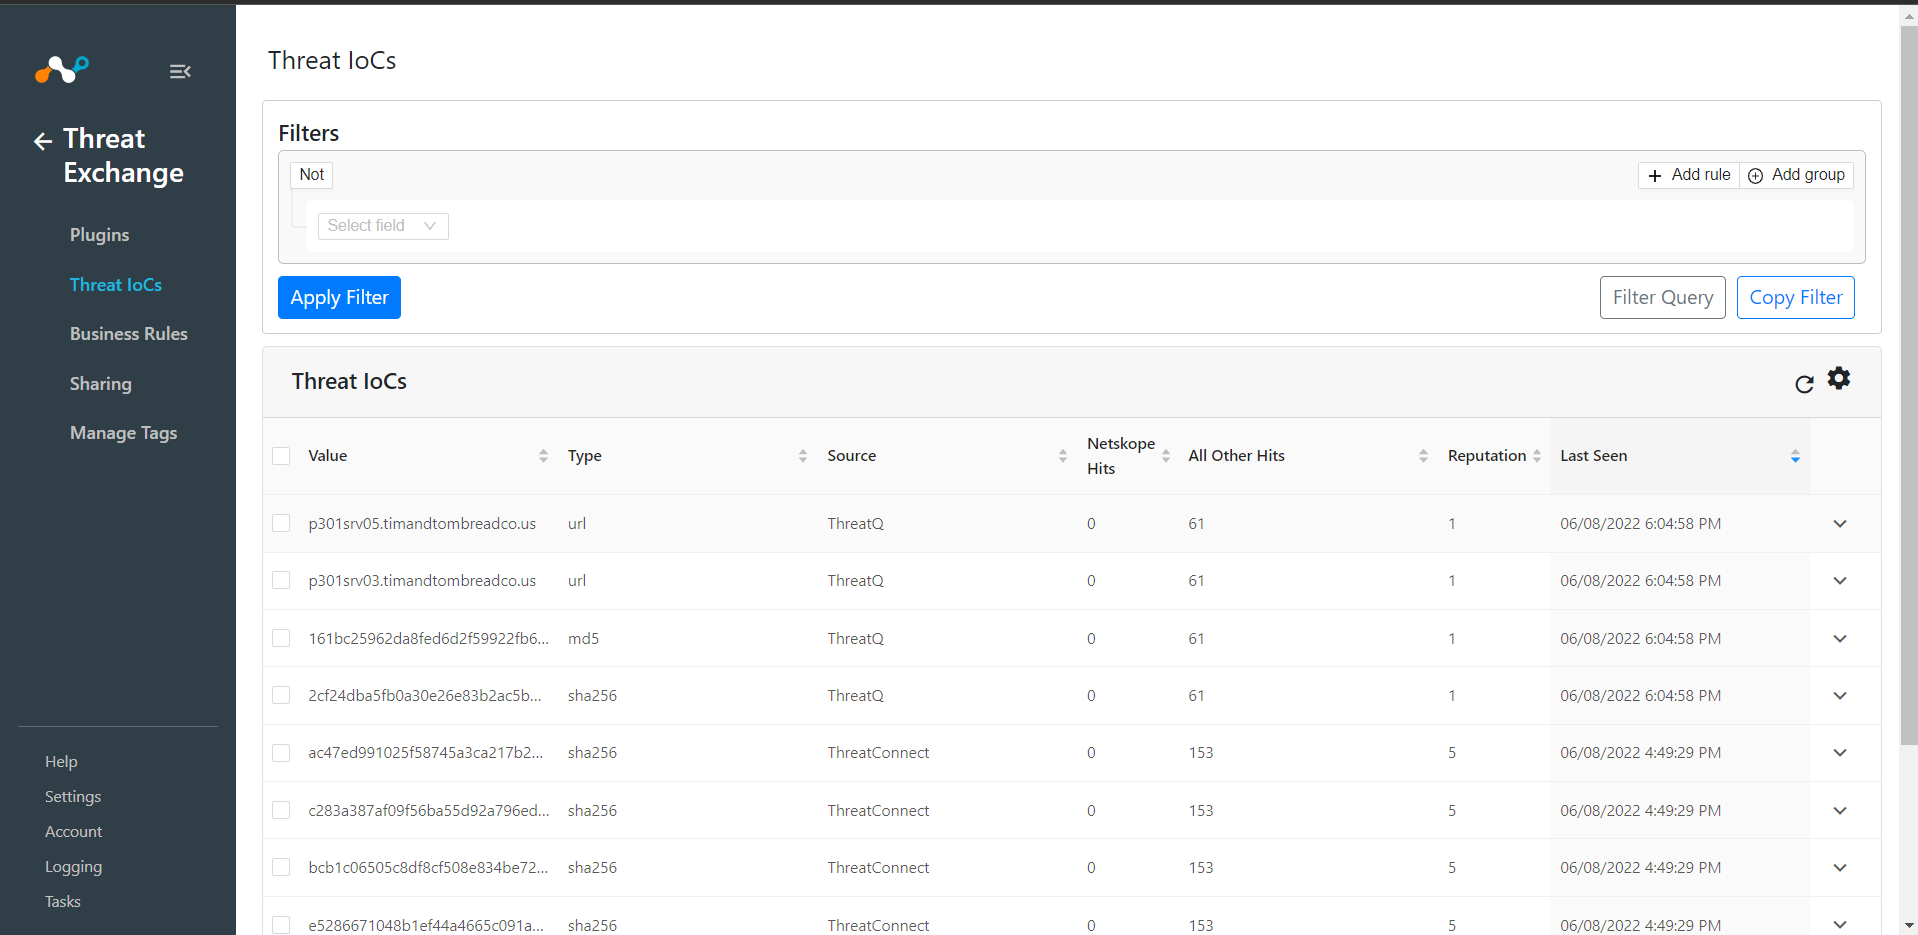 Threat Exchange
Plugins
Threat IoCs
Business Rules
Sharing
Manage Tags
Help
Settings
Account
Logging
Tasks
Threat IoCs
Filters
Not
Add rule
Add group
Select field
Apply Filter
Filter Query
Copy Filter
Threat IoCs
Value Type Source Netskope Hits All Other Hits Reputation Last Seen
p301srv05.timandtombreadco.us url ThreatQ 0 61 1 06/08/2022 6:04:58 PM
p301srv03.timandtombreadco.us url ThreatQ 0 61 1 06/08/2022 6:04:58 PM
161bc25962da8fed6d2f59922fb6... md5 ThreatQ 0 61 1 06/08/2022 6:04:58 PM
2cf24dba5fb0a30e26e83b2ac5b... sha256 ThreatQ 0 61 1 06/08/2022 6:04:58 PM
ac47ed991025f58745a3ca217b2... sha256 ThreatConnect 0 153 5 06/08/2022 4:49:29 PM
c283a387af09f56ba55d92a796ed... sha256 ThreatConnect 0 153 5 06/08/2022 4:49:29 PM
bcb1c06505c8df8cf508e834be72... sha256 ThreatConnect 0 153 5 06/08/2022 4:49:29 PM
e5286671048b1ef44a4665c091a... sha256 ThreatConnect 0 153 5 06/08/2022 4:49:29 PM